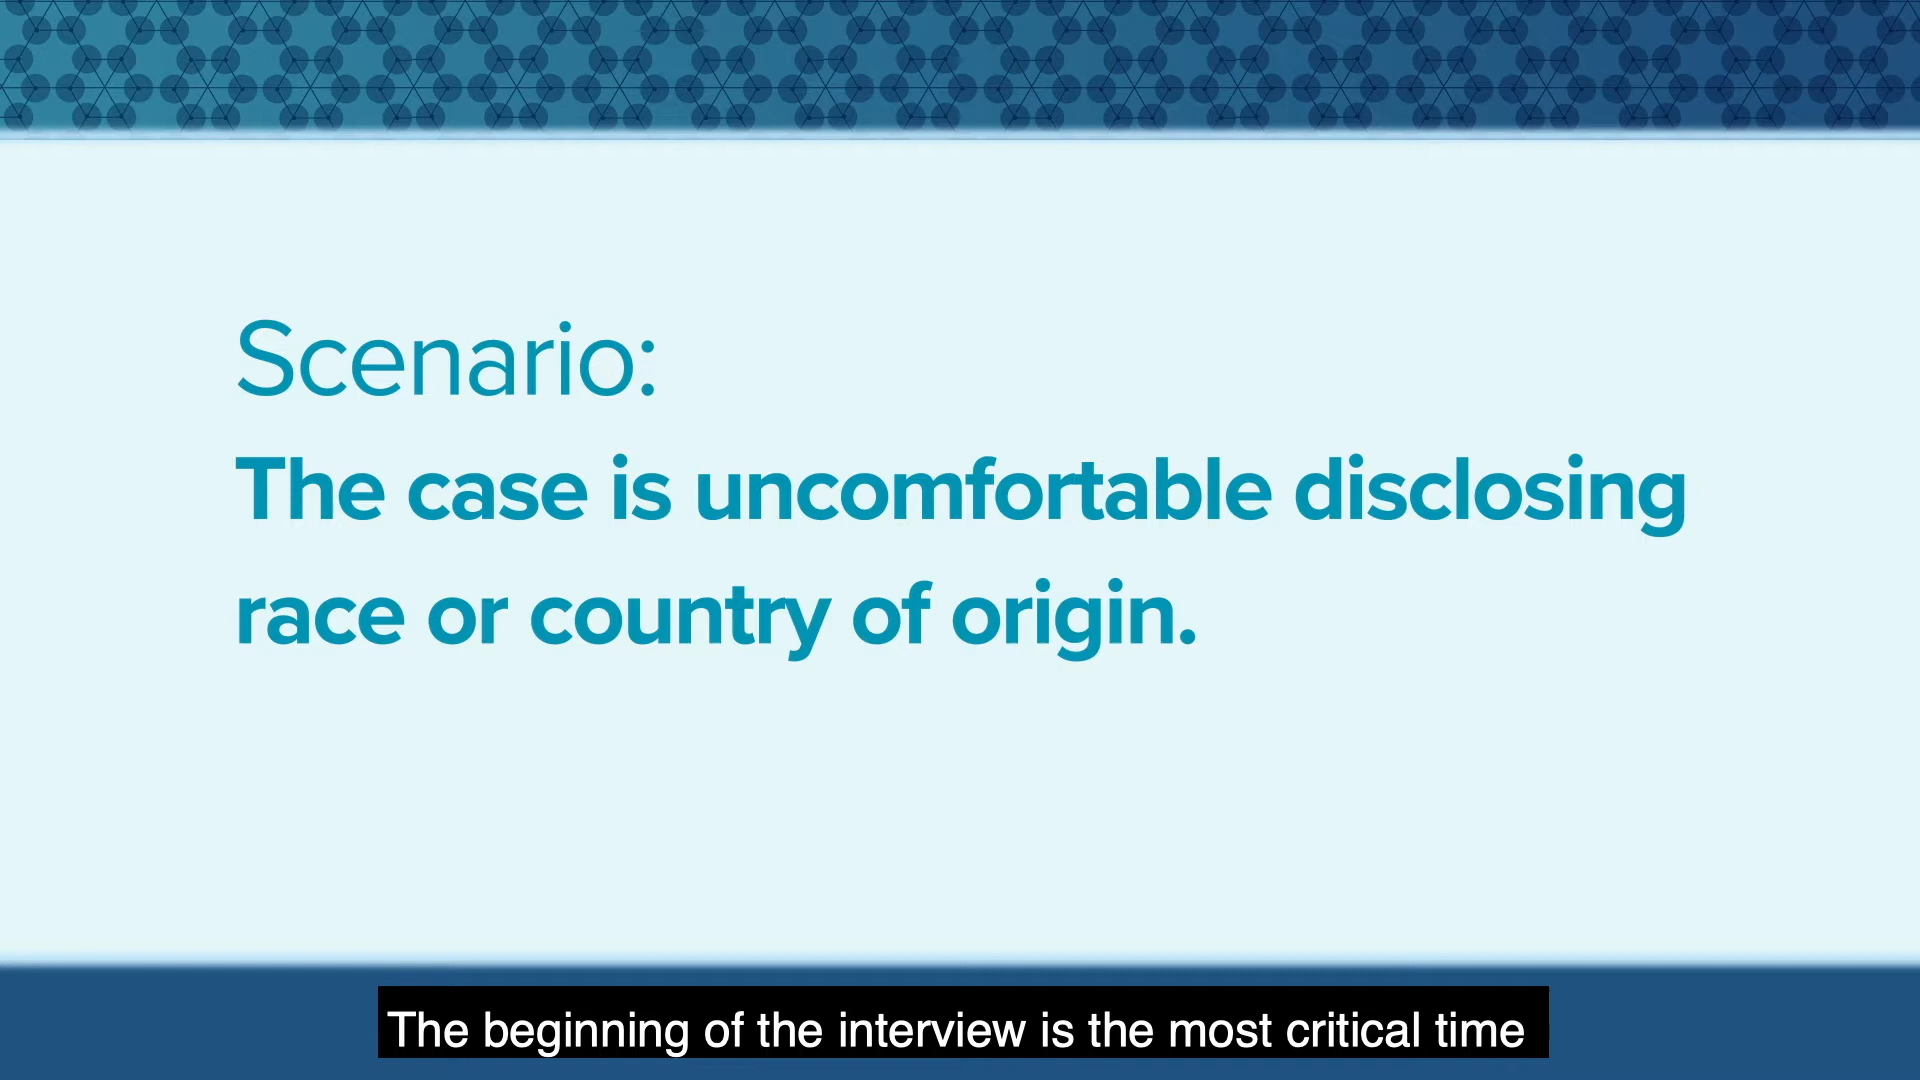 Scenario:
The case is uncomfortable disclosing
race or country of origin.
The beginning of the interview is the most critical time